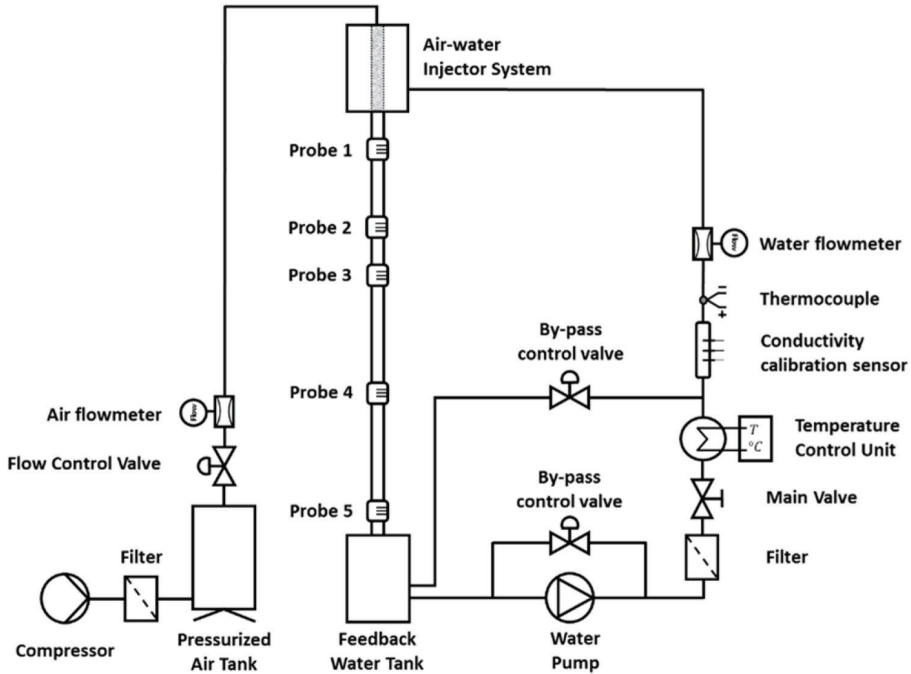 Air-water
Injector System
Probe 1
Probe 2
Probe 3
Probe 4
Probe 5
Water flowmeter
Flow
Thermocouple
Conductivity
calibration sensor
By-pass
control valve
Temperature
Control Unit
T
°C
Main Valve
By-pass
control valve
Filter
Air flowmeter
Flow
Flow Control Valve
Filter
Compressor
Pressurized
Air Tank
Feedback
Water Tank
Water
Pump